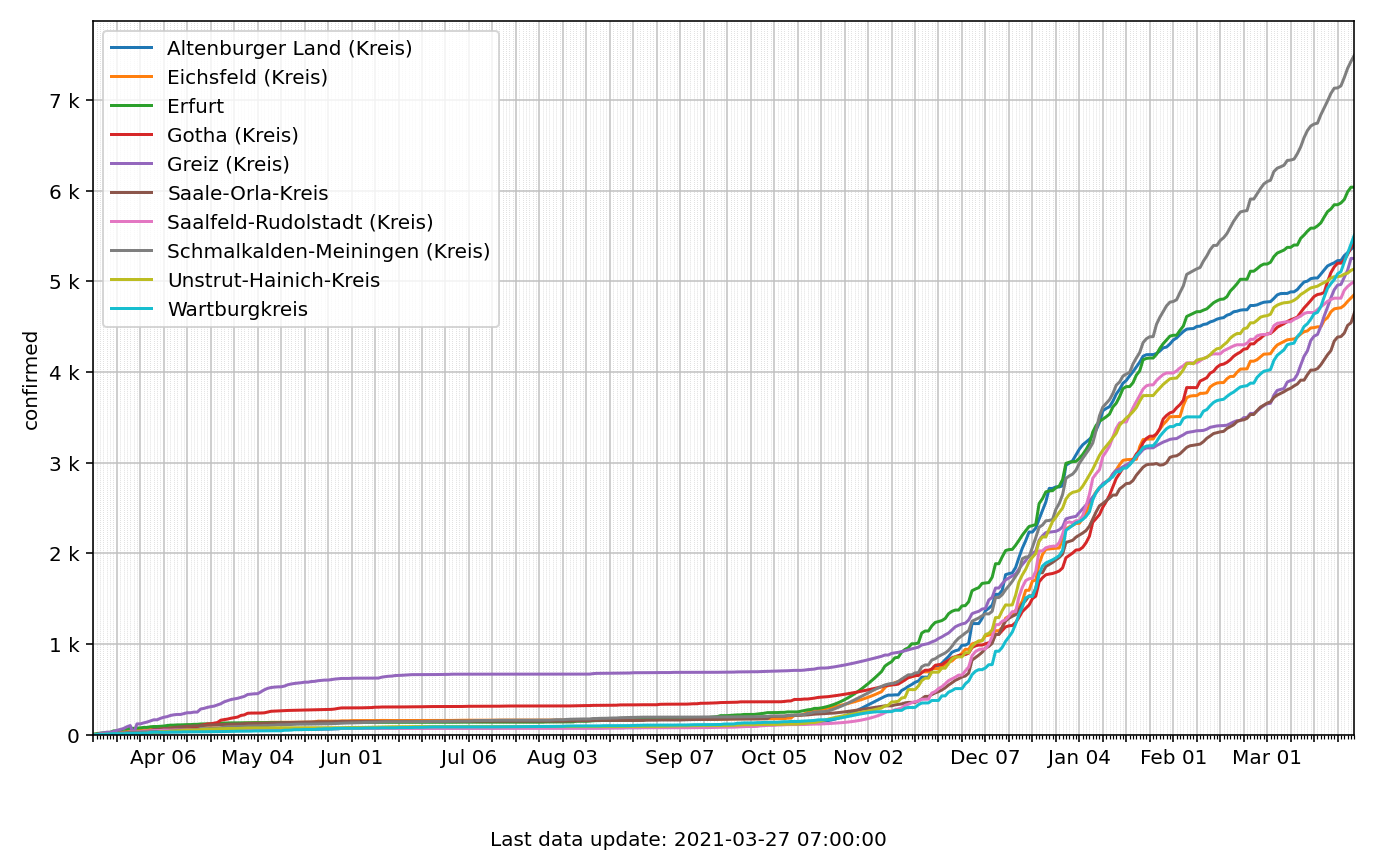 Altenburger Land (Kreis)
Eichsfeld (Kreis)
Erfurt
Gotha (Kreis)
Greiz (Kreis)
Saale-Orla-Kreis
Saalfeld-Rudolstadt (Kreis)
Schmalkalden-Meiningen (Kreis)
Unstrut-Hainich-Kreis
Wartburgkreis
7 k
6 k
5 k
4 k
3 k
2 k
1 k
0
confirmed
Apr 06 May 04 Jun 01 Jul 06 Aug 03 Sep 07 Oct 05 Nov 02 Dec 07 Jan 04 Feb 01 Mar 01
Last data update: 2021-03-27 07:00:00